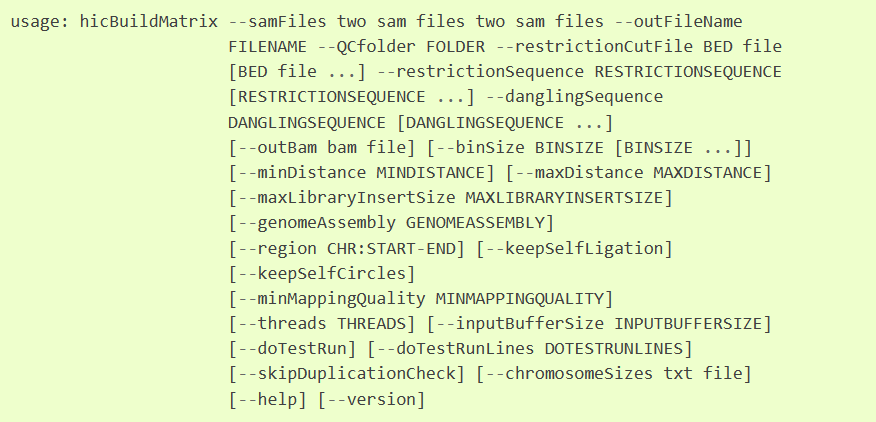 usage: hicBuildMatrix --samFiles two sam files two sam files --outFileName
FILENAME --QCfolder FOLDER --restrictionCutFile BED file
[BED file ...] --restrictionSequence RESTRICTIONSEQUENCE
[RESTRICTIONSEQUENCE ...] --danglingSequence
DANGLINGSEQUENCE [DANGLINGSEQUENCE ...]
[--outBam bam file] [--binSize BINSIZE [BINSIZE ...]]
[--minDistance MINDISTANCE] [--maxDistance MAXDISTANCE]
[--maxLibraryInsertSize MAXLIBRARYINSERTSIZE]
[--genomeAssembly GENOMEASSEMBLY]
[--region CHR:START-END] [--keepSelfLigation]
[--keepSelfCircles]
[--minMappingQuality MINMAPPINGQUALITY]
[--threads THREADS] [--inputBufferSize INPUTBUFFERSIZE]
[--doTestRun] [--doTestRunLines DOTESTRUNLINES]
[--skipDuplicationCheck] [--chromosomeSizes txt file]
[--help] [--version]